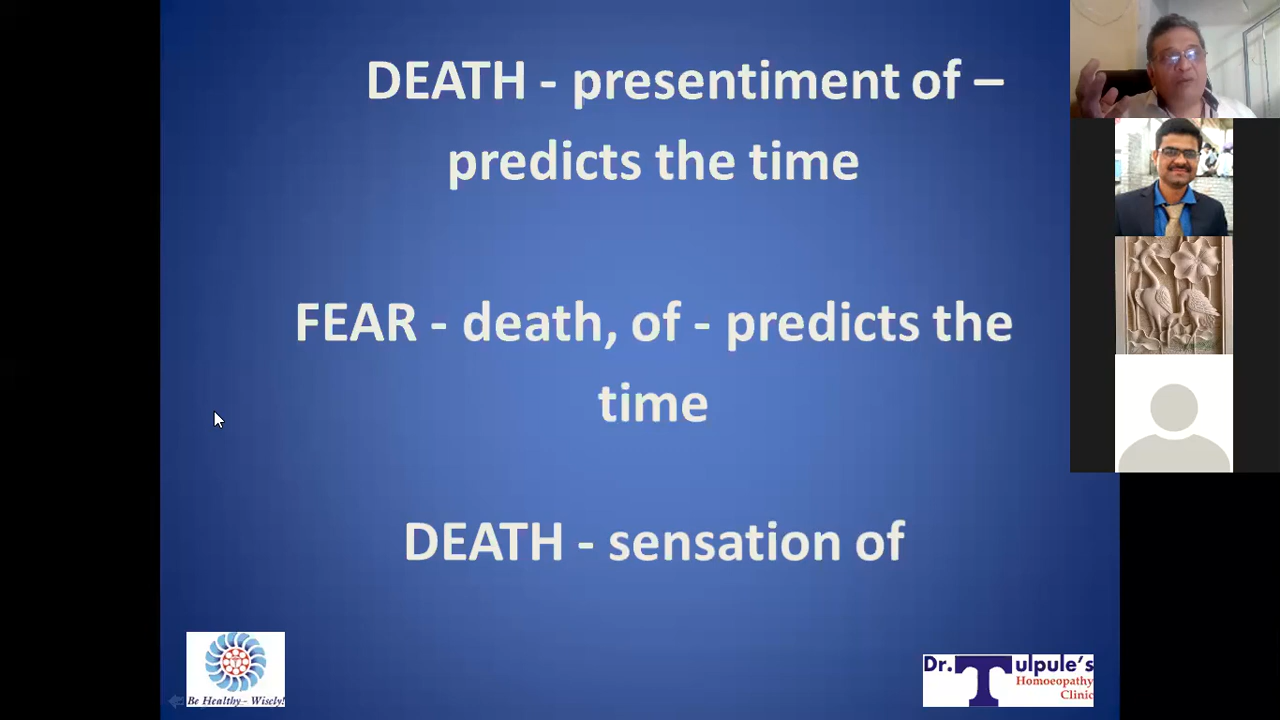 DEATH - presentiment of –
predicts the time
FEAR - death, of - predicts the
time
DEATH - sensation of
Be Healthy - Wisely!
Dr. Tulpule's
Homoeopathy
Clinic